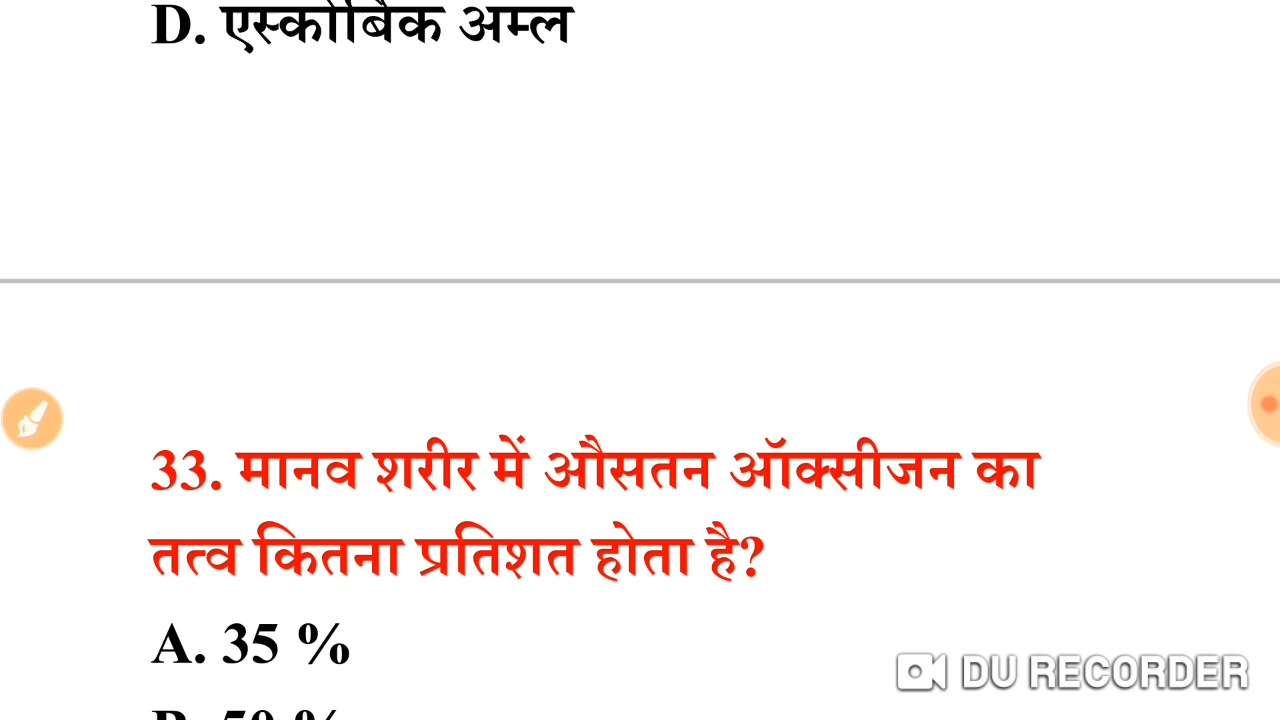 D. एस्कोर्बिक अम्ल
33. मानव शरीर में औसतन ऑक्सीजन का
तत्व कितना प्रतिशत होता है?
A. 35 %
DU RECORDER